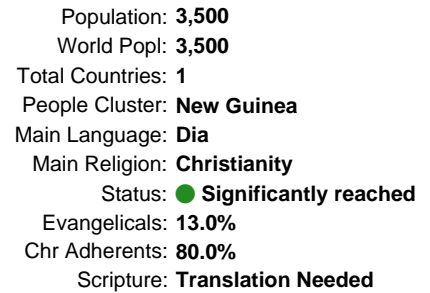 Population: 3,500
World Popl: 3,500
Total Countries: 1
People Cluster: New Guinea
Main Language: Dia
Main Religion: Christianity
Status: Significantly reached
Evangelicals: 13.0%
Chr Adherents: 80.0%
Scripture: Translation Needed